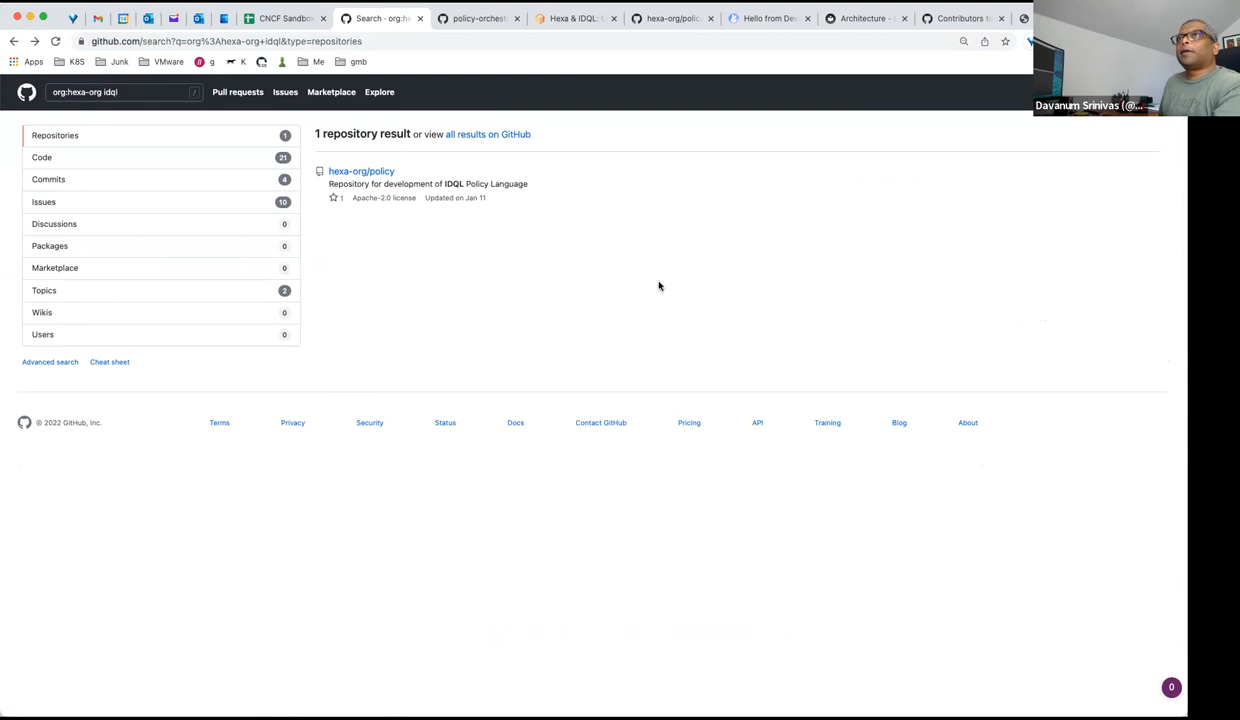 CNCF Sandbox
Search · org:he
policy-orchest
Hexa & IDQL:
hexa-org/polic
Hello from De
Architecture –
Contributors to
github.com/search?q=org%3Ahexa-org+idql&type=repositories
Apps
K8S
Junk
VMware
g
K
Me
gmb
org:hexa-org idql
/
Pull requests
Issues
Marketplace
Explore
Davanum Srinivas (@...
Repositories 1
Code 21
Commits 4
Issues 10
Discussions 0
Packages 0
Marketplace 0
Topics 2
Wikis 0
Users 0
Advanced search
Cheat sheet
1 repository result or view all results on GitHub
hexa-org/policy
Repository for development of IDQL Policy Language
1 Apache-2.0 license Updated on Jan 11
© 2022 GitHub, Inc.
Terms
Privacy
Security
Status
Docs
Contact GitHub
Pricing
API
Training
Blog
About
0